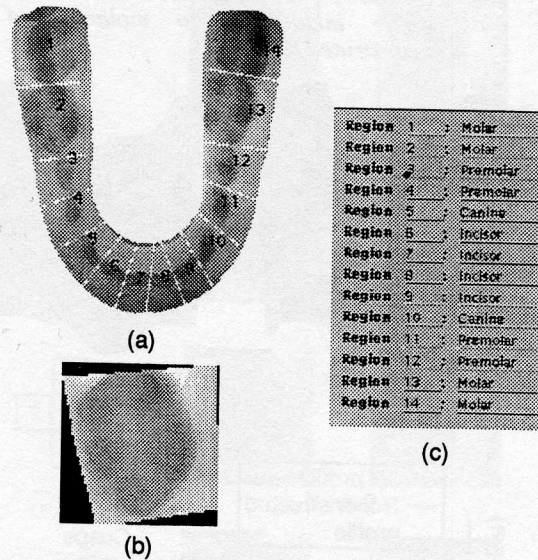 1
2
3
4
5
6
7
8
9
10
11
12
13
14
(a)
(b)
Region 1 : Molar
Region 2 : Molar
Region 3 : Premolar
Region 4 : Premolar
Region 5 : Canine
Region 6 : Incisor
Region 7 : Incisor
Region 8 : Incisor
Region 9 : Incisor
Region 10 : Canine
Region 11 : Premolar
Region 12 : Premolar
Region 13 : Molar
Region 14 : Molar
(c)